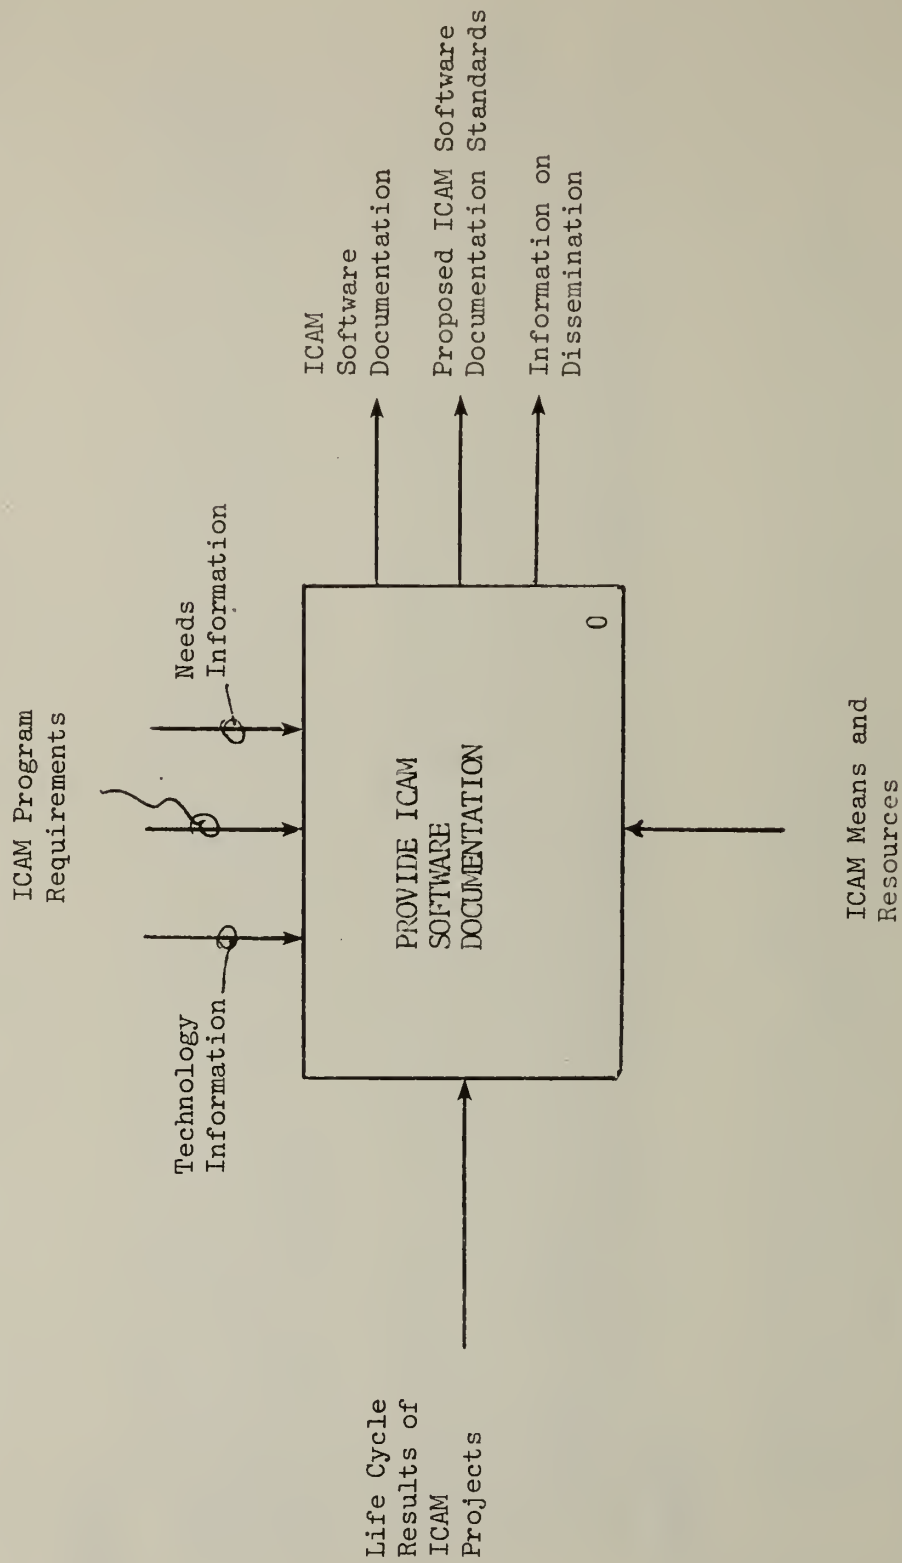 ICAM Program
Requirements
Technology
Information
Needs
Information
Life Cycle
Results of
ICAM
Projects
PROVIDE ICAM
SOFTWARE
DOCUMENTATION
0
ICAM
Software
Documentation
Proposed ICAM Software
Documentation Standards
Information on
Dissemination
ICAM Means and
Resources